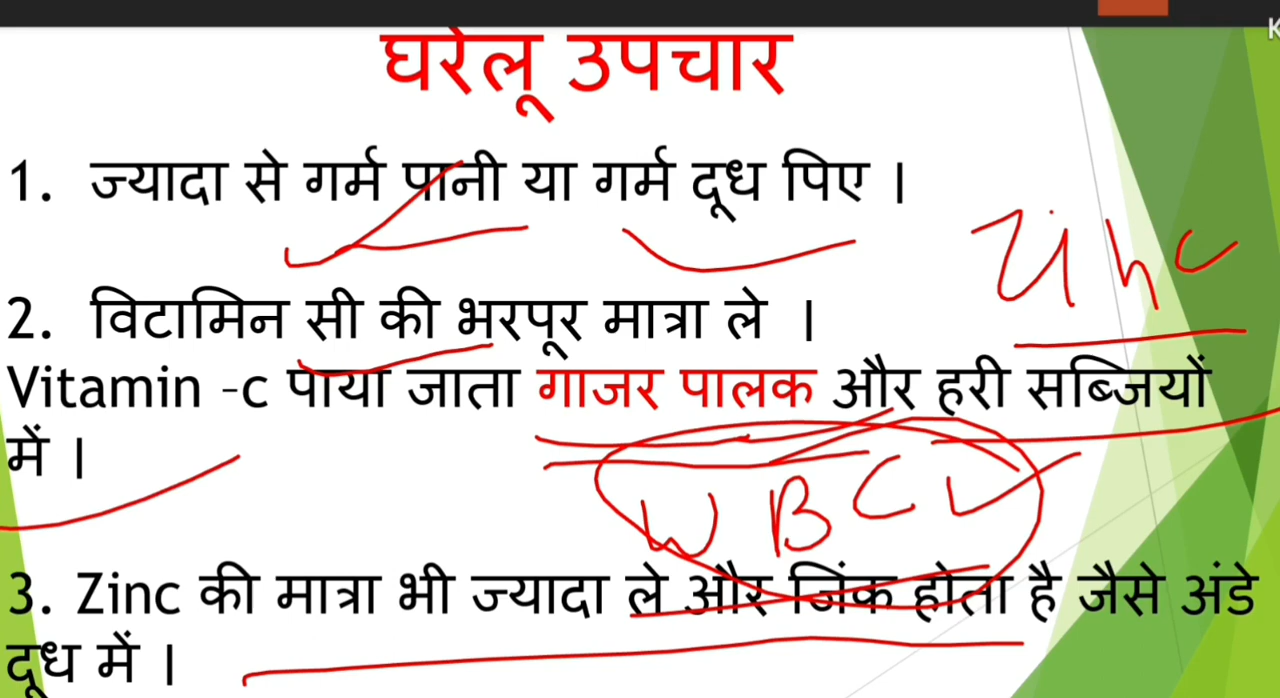 घरेलू उपचार
1. ज्यादा से गर्म पानी या गर्म दूध पिए ।
zinc
2. विटामिन सी की भरपूर मात्रा ले ।
Vitamin -c पाया जाता गाजर पालक और हरी सब्जियों
में ।
WBC
3. Zinc की मात्रा भी ज्यादा ले और जिंक होता है जैसे अंडे
दूध में ।